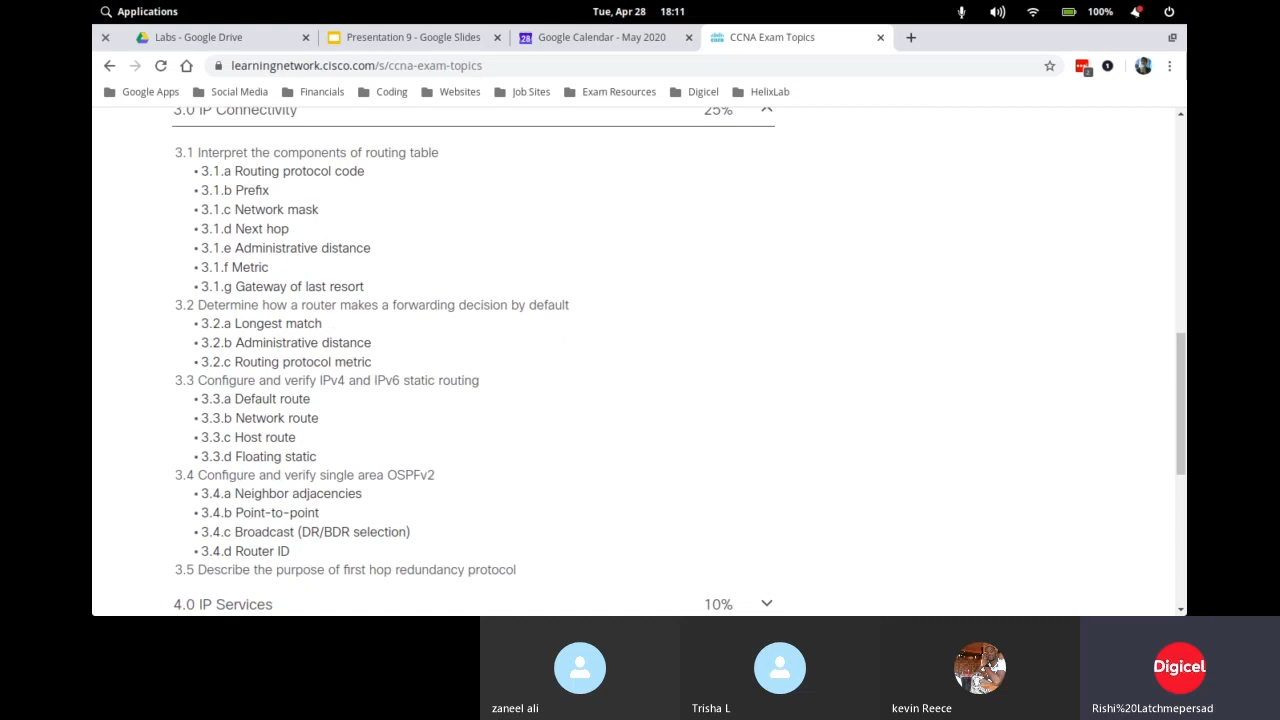 Applications
Tue, Apr 28 18:11
100%
Labs - Google Drive
Presentation 9 - Google Slides
28
Google Calendar - May 2020
CCNA Exam Topics
learningnetwork.cisco.com/s/ccna-exam-topics
2
Google Apps
Social Media
Financials
Coding
Websites
Job Sites
Exam Resources
Digicel
HelixLab
3.0 IP Connectivity 25%
3.1 Interpret the components of routing table
• 3.1.a Routing protocol code
• 3.1.b Prefix
• 3.1.c Network mask
• 3.1.d Next hop
• 3.1.e Administrative distance
• 3.1.f Metric
• 3.1.g Gateway of last resort
3.2 Determine how a router makes a forwarding decision by default
• 3.2.a Longest match
• 3.2.b Administrative distance
• 3.2.c Routing protocol metric
3.3 Configure and verify IPv4 and IPv6 static routing
• 3.3.a Default route
• 3.3.b Network route
• 3.3.c Host route
• 3.3.d Floating static
3.4 Configure and verify single area OSPFv2
• 3.4.a Neighbor adjacencies
• 3.4.b Point-to-point
• 3.4.c Broadcast (DR/BDR selection)
• 3.4.d Router ID
3.5 Describe the purpose of first hop redundancy protocol
4.0 IP Services 10%
Digicel
zaneel ali
Trisha L
kevin Reece
Rishi%20Latchmepersad